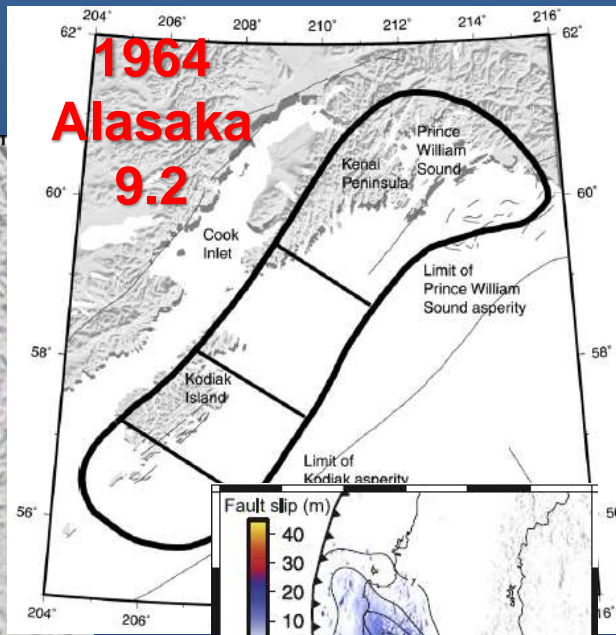 204° 206° 208° 210° 212° 214° 216°
62° 62°
1964
Alasaka
9.2
Prince
William
Sound
Kenai
Peninsula
60° 60°
Cook
Inlet
Limit of
Prince William
Sound asperity
58° 58°
Kodiak
Island
Limit of
Kodiak asperity
56°
Fault slip (m)
40
30
20
10
204°
206°